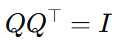 QQ⊤ = I